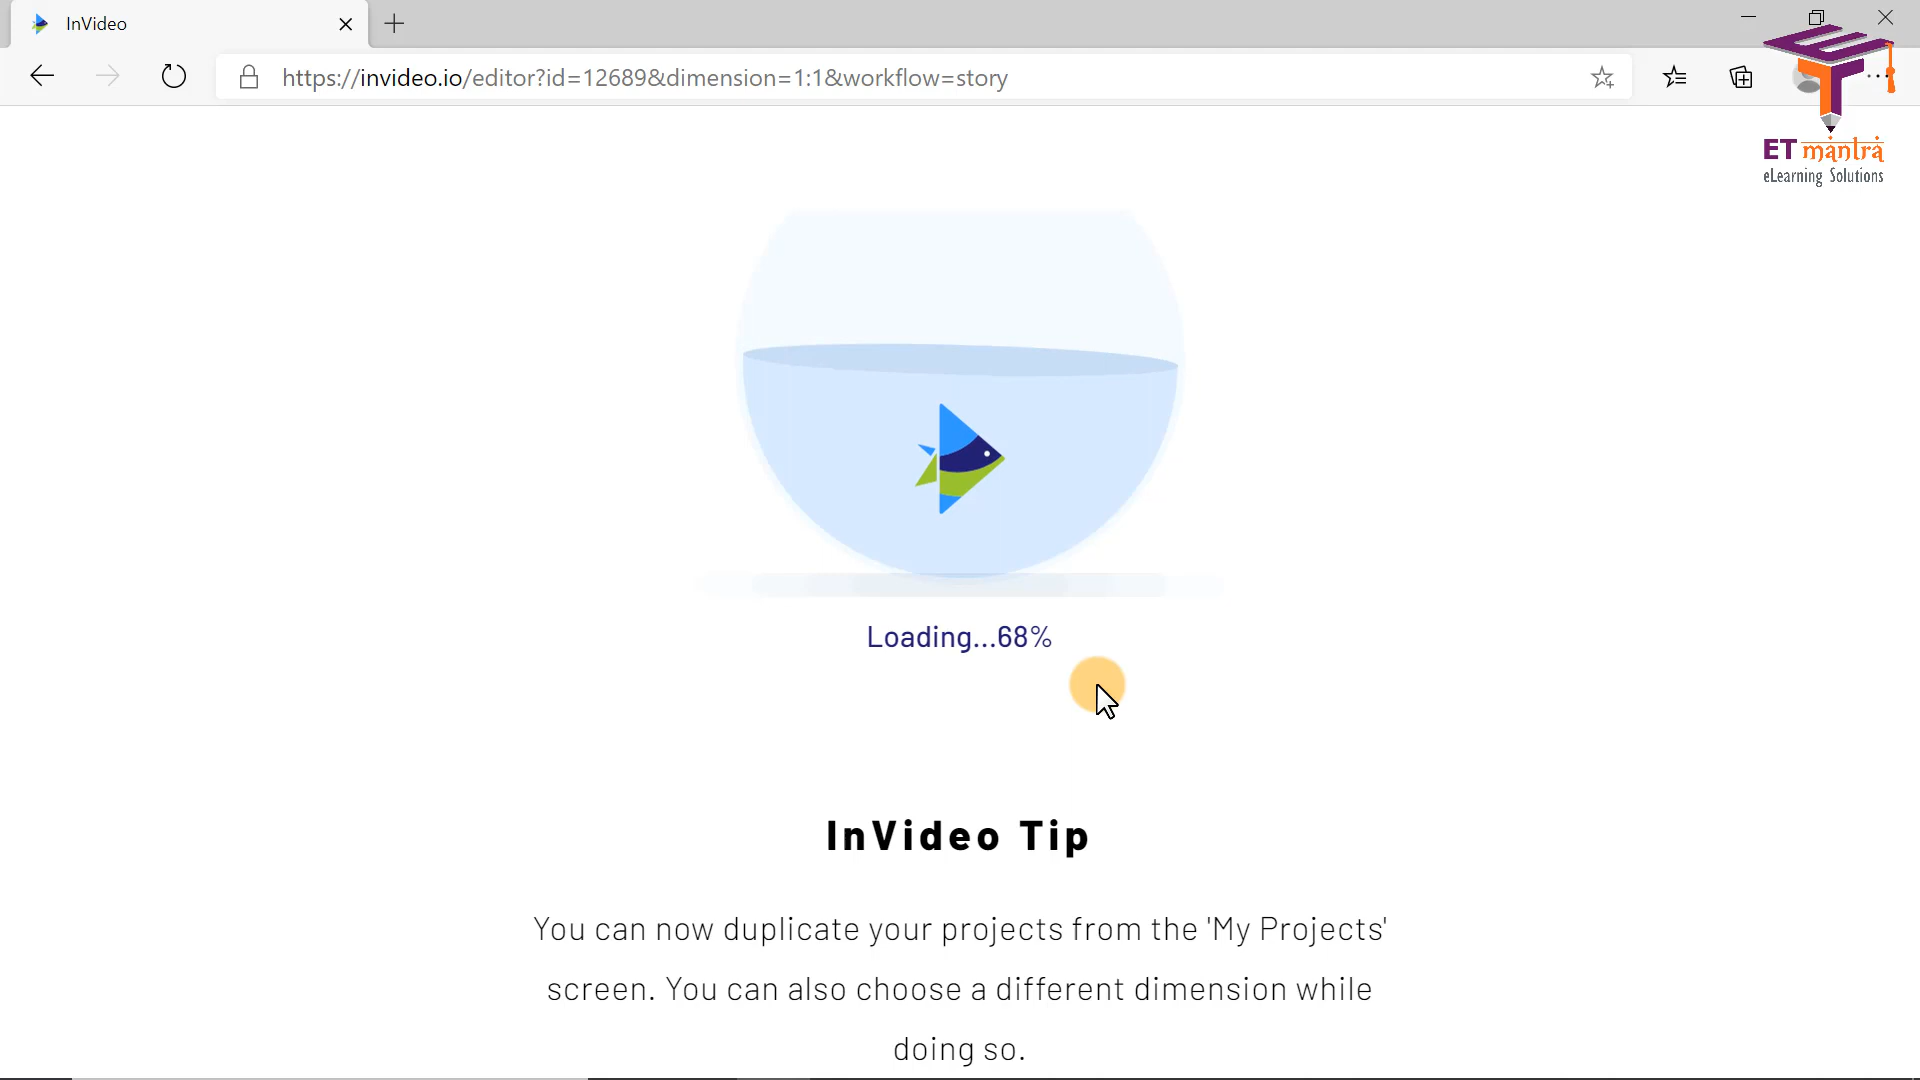 InVideo
https://invideo.io/editor?id=12689&dimension=1:1&workflow=story
ET mantra
eLearning Solutions
Loading...68%
InVideo Tip
You can now duplicate your projects from the 'My Projects'
screen. You can also choose a different dimension while
doing so.